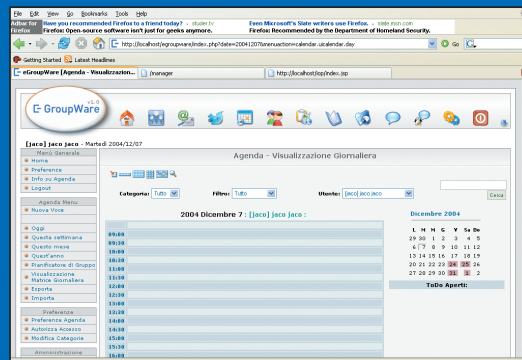 File Edit View Go Bookmarks Tools Help
Adbar for Firefox
Have you recommended Firefox to a friend today? - studer.tv
Firefox: Open-source software isn't just for geeks anymore.
Even Microsoft's Slate writers use Firefox. - slate.msn.com
Firefox: Recommended by the Department of Homeland Security.
http://localhost/egroupware/index.php?date=20041207&menuaction=calendar.uicalendar.day
Go
Getting Started Latest Headlines
eGroupWare [Agenda - Visualizzazion...
/manager
http://localhost/iop/index.jsp
GroupWare v1.0
[jaco] jaco jaco - Martedì 2004/12/07
Menù Generale
Home
Preferenze
Info su Agenda
Logout
Agenda Menu
Nuova Voce
Oggi
Questa settimana
Questo mese
Quest'anno
Pianificatore di Gruppo
Visualizzazione
Matrice Giornaliera
Esporta
Importa
Preferenze
Preferenze Agenda
Autorizza Accesso
Modifica Categorie
Amministrazione
Agenda - Visualizzazione Giornaliera
Categoria: Tutto
Filtro: Tutto
Utente: [jaco] jaco jaco
Cerca
2004 Dicembre 7 : [jaco] jaco jaco :
09:00
09:30
10:00
10:30
11:00
11:30
12:00
12:30
13:00
13:30
14:00
14:30
15:00
15:30
16:00
Dicembre 2004
L M M G V Sa Do
29 30 1 2 3 4 5
6 7 8 9 10 11 12
13 14 15 16 17 18 19
20 21 22 23 24 25 26
27 28 29 30 31 1 2
ToDo Aperti: